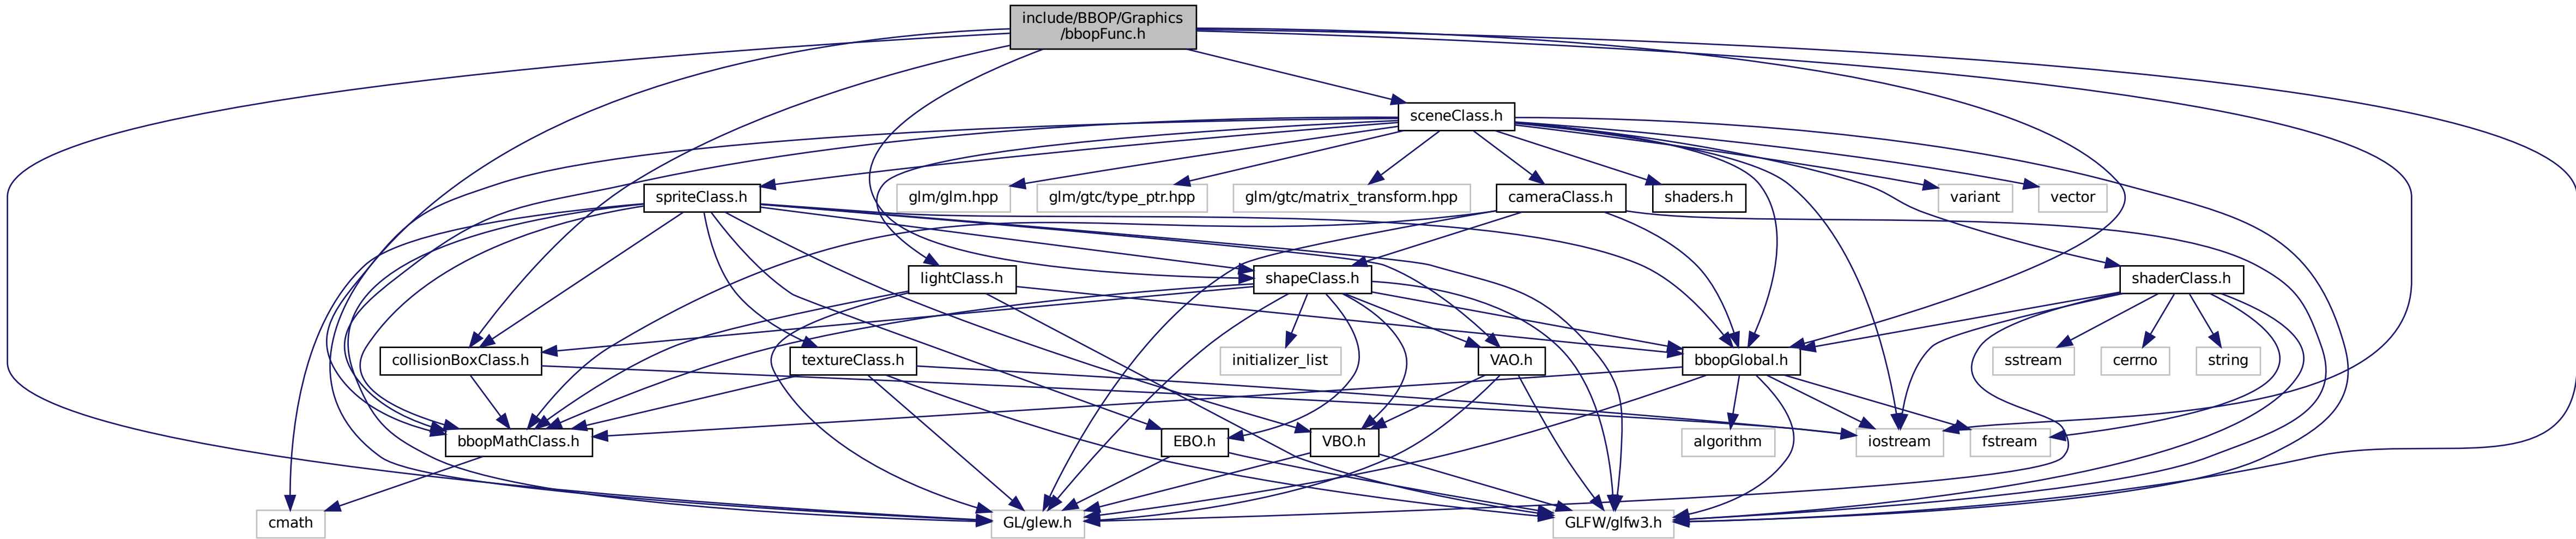 include/BBOP/Graphics
/bbopFunc.h
sceneClass.h
spriteClass.h
glm/glm.hpp
glm/gtc/type_ptr.hpp
glm/gtc/matrix_transform.hpp
cameraClass.h
shaders.h
variant
vector
lightClass.h
shapeClass.h
shaderClass.h
collisionBoxClass.h
textureClass.h
initializer_list
VAO.h
bbopGlobal.h
sstream
cerrno
string
bbopMathClass.h
EBO.h
VBO.h
algorithm
iostream
fstream
cmath
GL/glew.h
GLFW/glfw3.h